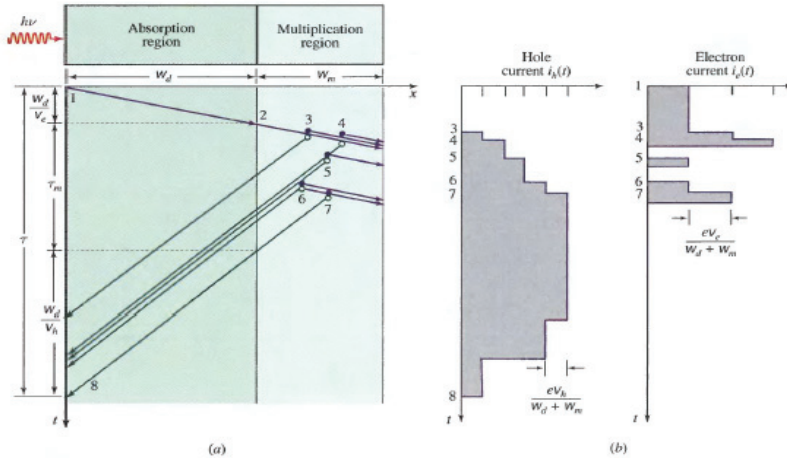 hν
Absorption
region
Multiplication
region
w_d
w_m
x
w_d
v_e
τ_m
τ
w_d
v_h
t
1
2
3
4
5
6
7
8
(a)
Hole
current i_h(t)
3
4
5
6
7
8
t
ev_h
w_d + w_m
Electron
current i_e(t)
1
3
4
5
6
7
ev_e
w_d + w_m
t
(b)